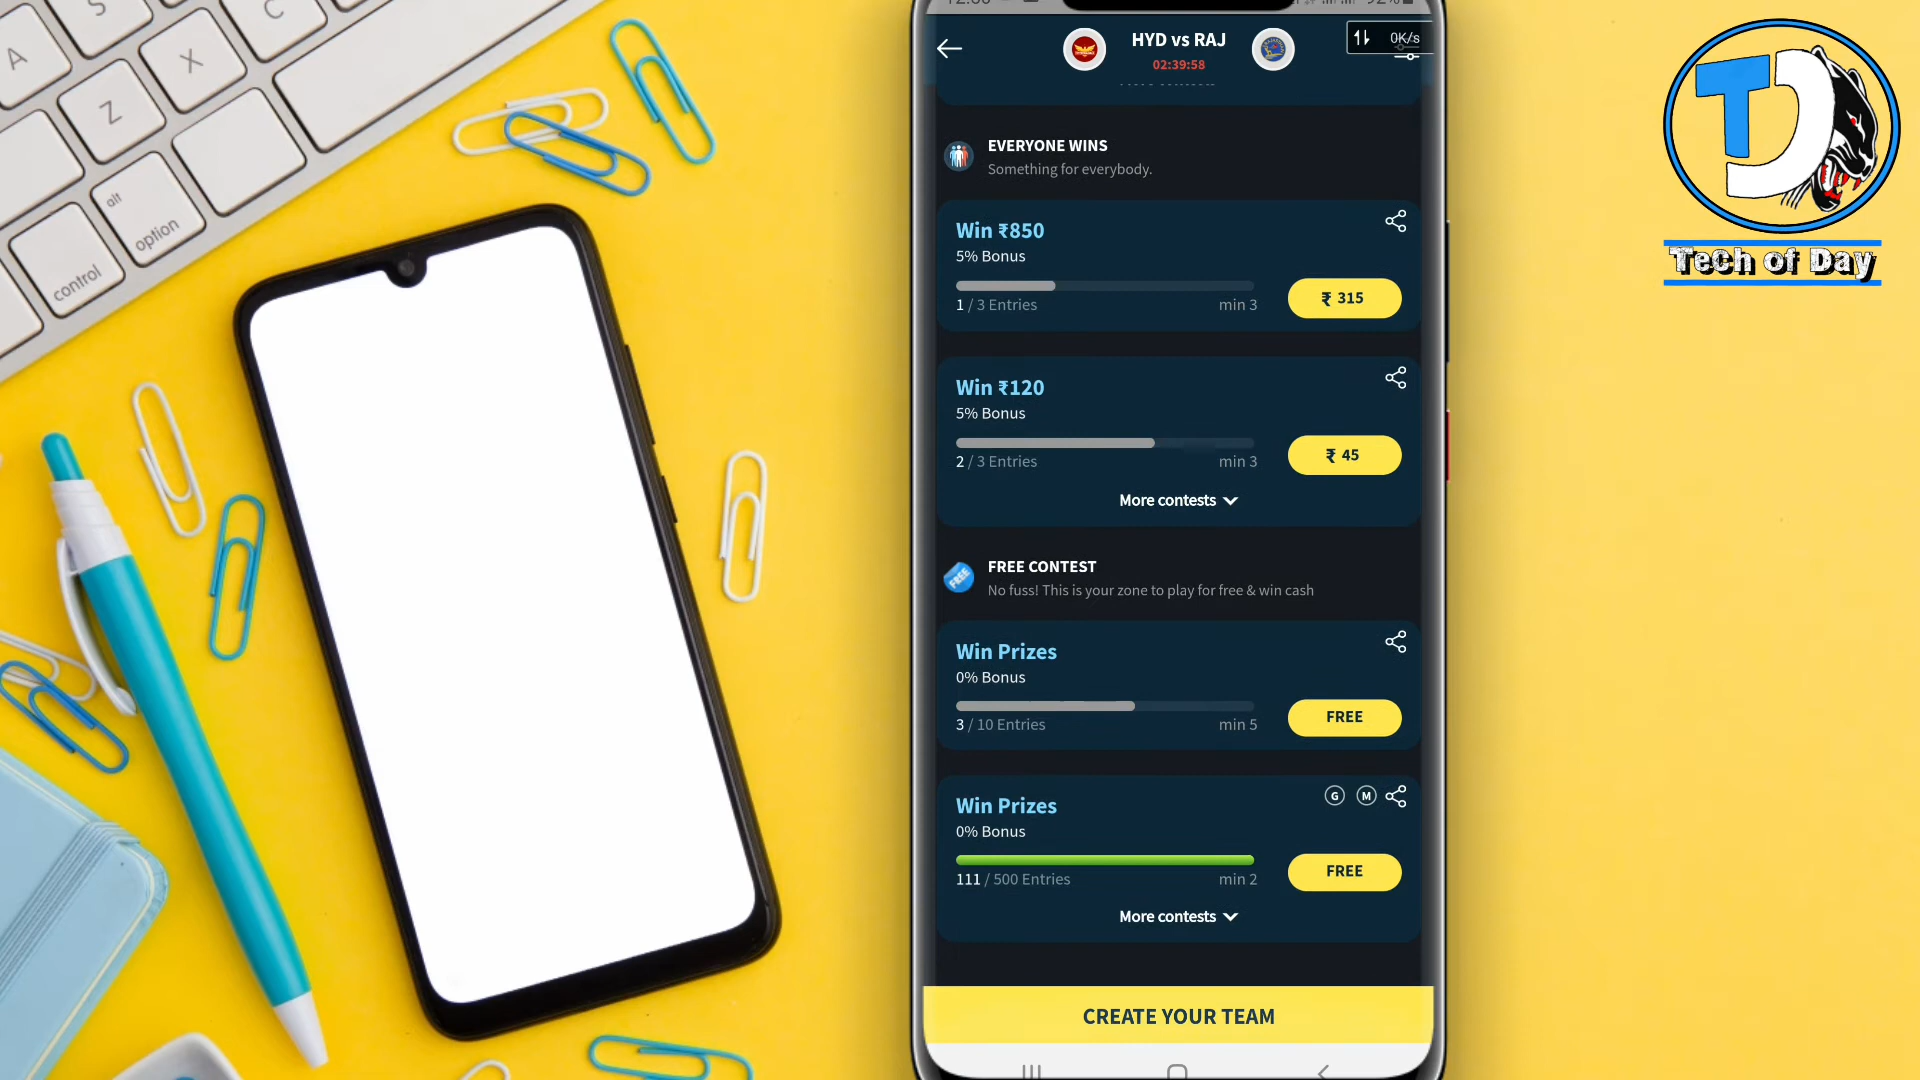 HYD vs RAJ
02:39:58
0K/s
EVERYONE WINS
Something for everybody.
Win ₹850
5% Bonus
1 / 3 Entries
min 3
₹ 315
Win ₹120
5% Bonus
2 / 3 Entries
min 3
₹ 45
More contests
FREE CONTEST
FREE
No fuss! This is your zone to play for free & win cash
Win Prizes
0% Bonus
3 / 10 Entries
min 5
FREE
Win Prizes
G M
0% Bonus
111 / 500 Entries
min 2
FREE
More contests
CREATE YOUR TEAM
TD
Tech of Day
A
S
C
Z
X
alt
option
control